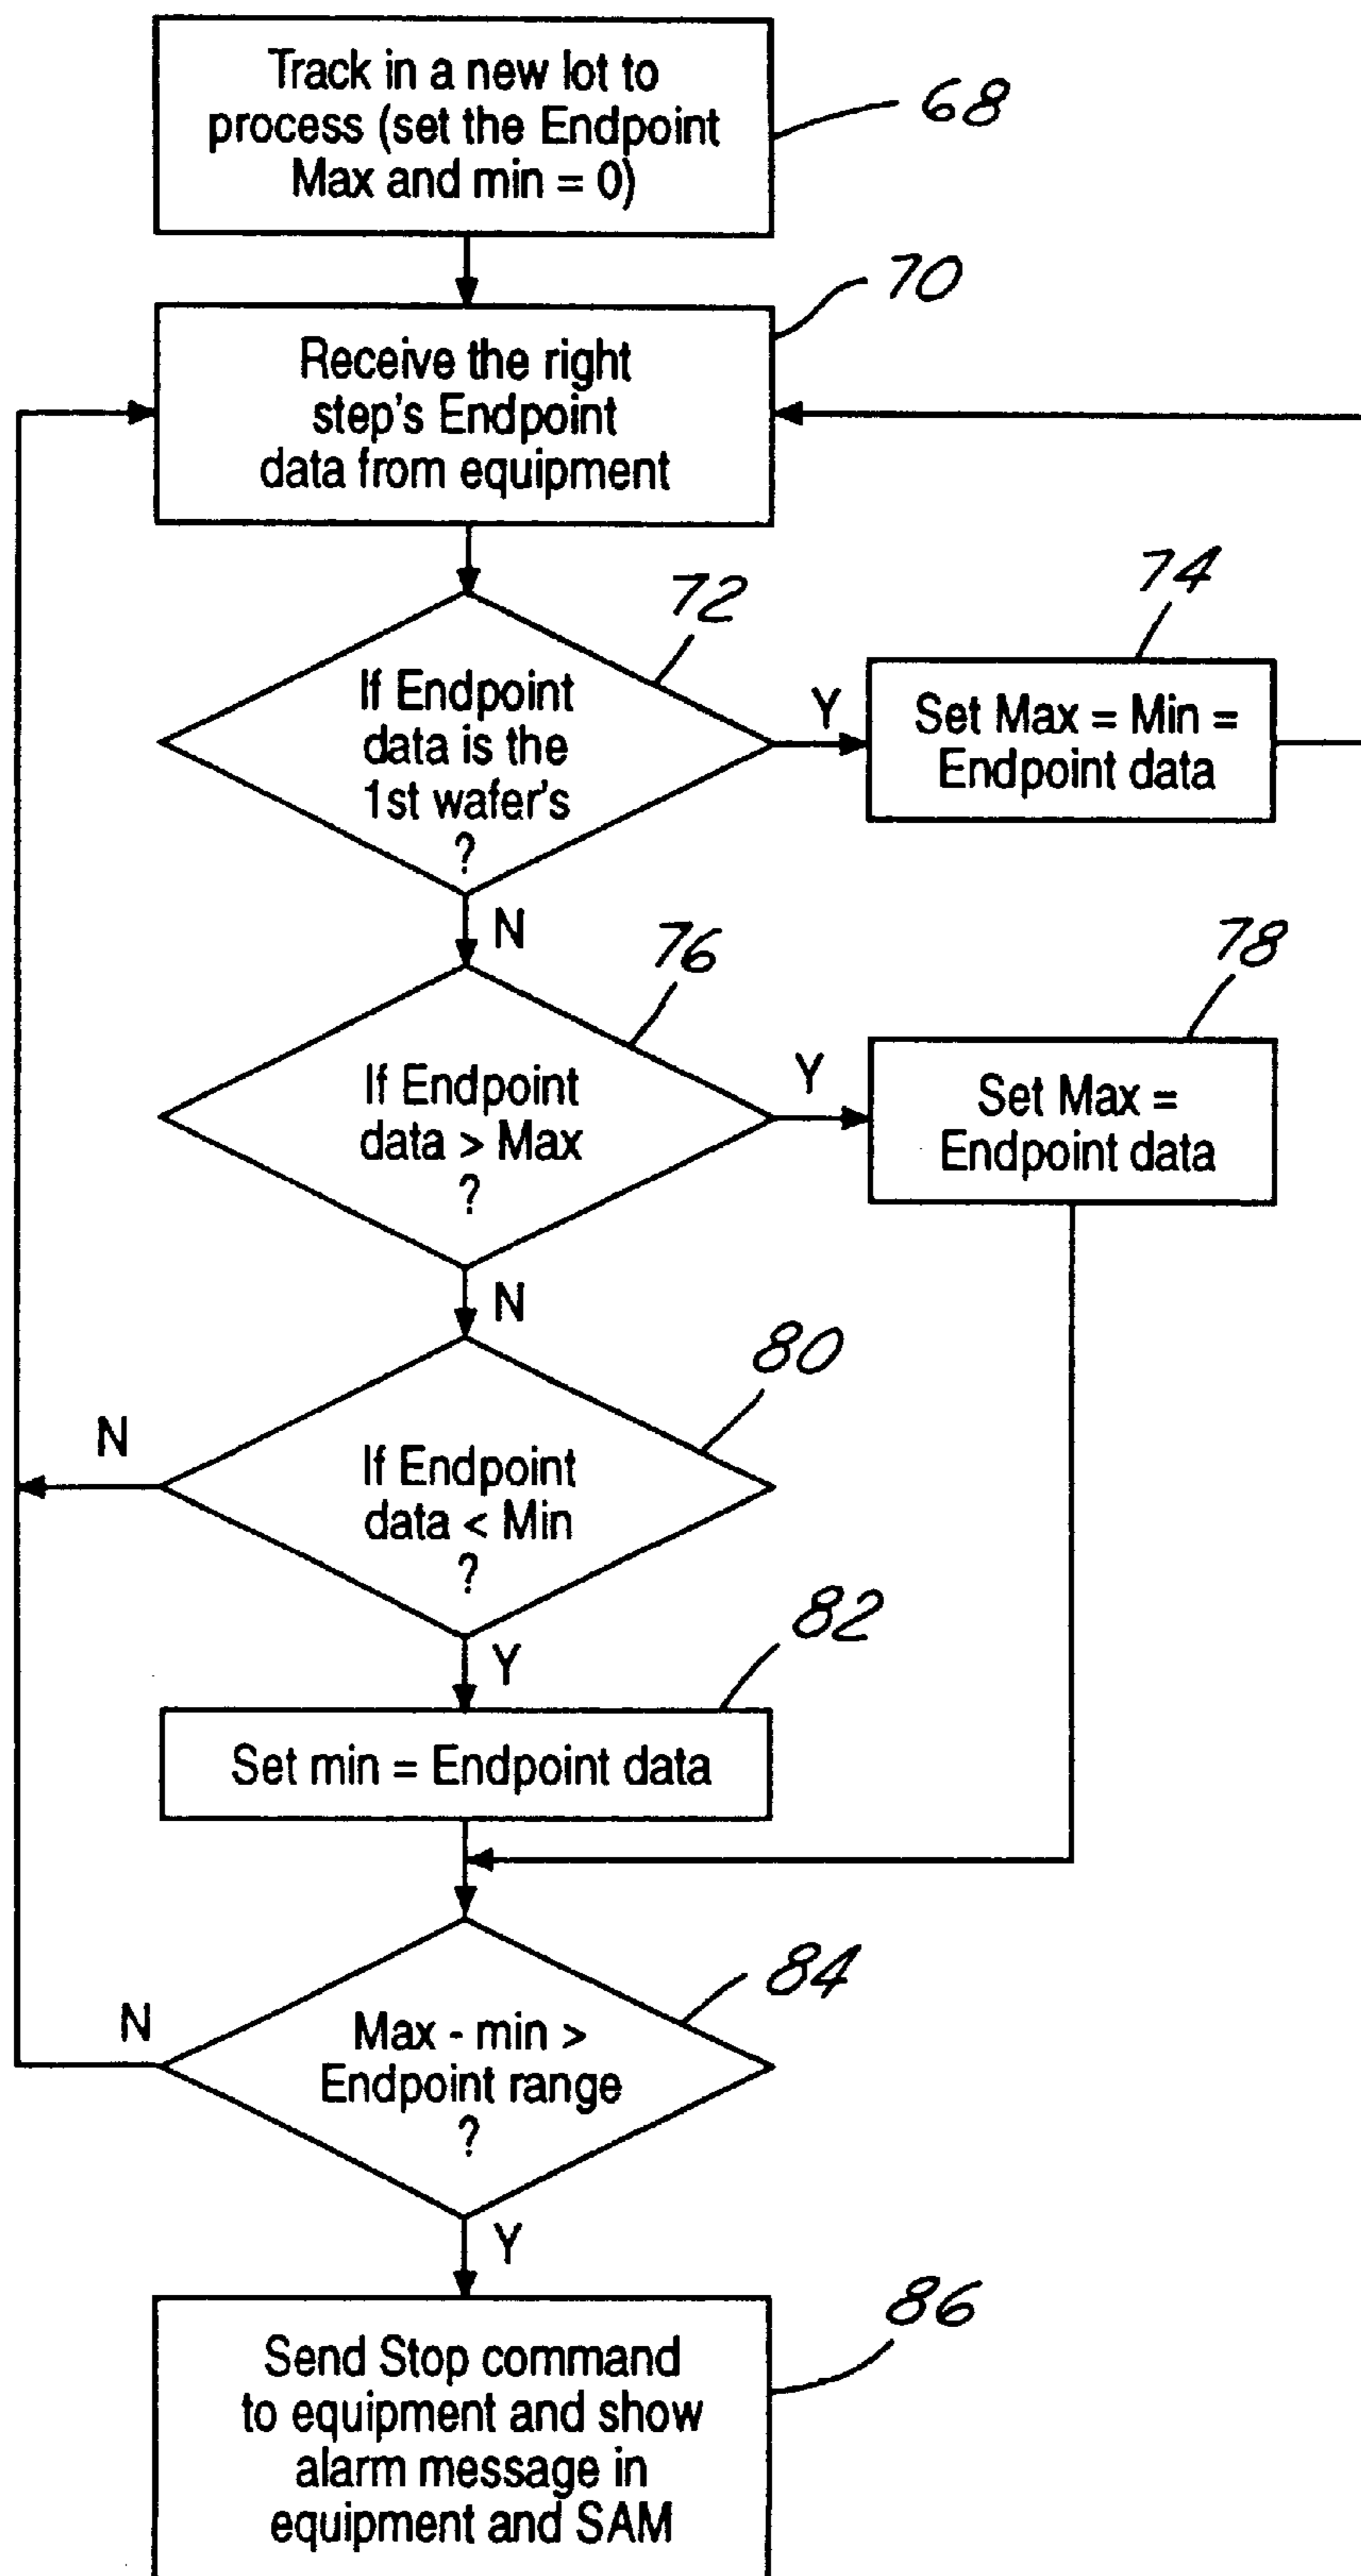 Track in a new lot to
process (set the Endpoint
Max and min = 0)
68
70
Receive the right
step's Endpoint
data from equipment
72
74
If Endpoint
data is the
1st wafer's
?
Y
Set Max = Min =
Endpoint data
N
76
78
If Endpoint
data > Max
?
Y
Set Max =
Endpoint data
N
80
N
If Endpoint
data < Min
?
82
Y
Set min = Endpoint data
84
N
Max - min >
Endpoint range
?
Y
86
Send Stop command
to equipment and show
alarm message in
equipment and SAM